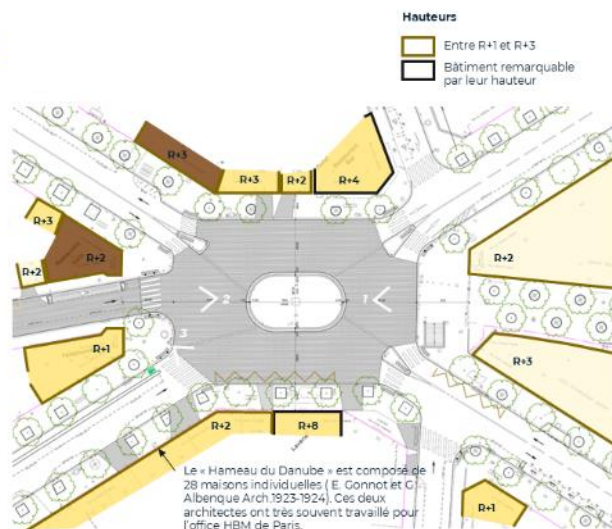 Hauteurs
Entre R+1 et R+3
Bâtiment remarquable
par leur hauteur
R+3
R+3
R+2
R+4
R+3
R+2
R+2
R+2
2
1
3
R+1
R+3
R+2
R+8
R+1
Le « Hameau du Danube » est composé de
28 maisons individuelles ( E. Gonnot et G.
Albenque Arch.1923-1924). Ces deux
architectes ont très souvent travaillé pour
l'office HBM de Paris.